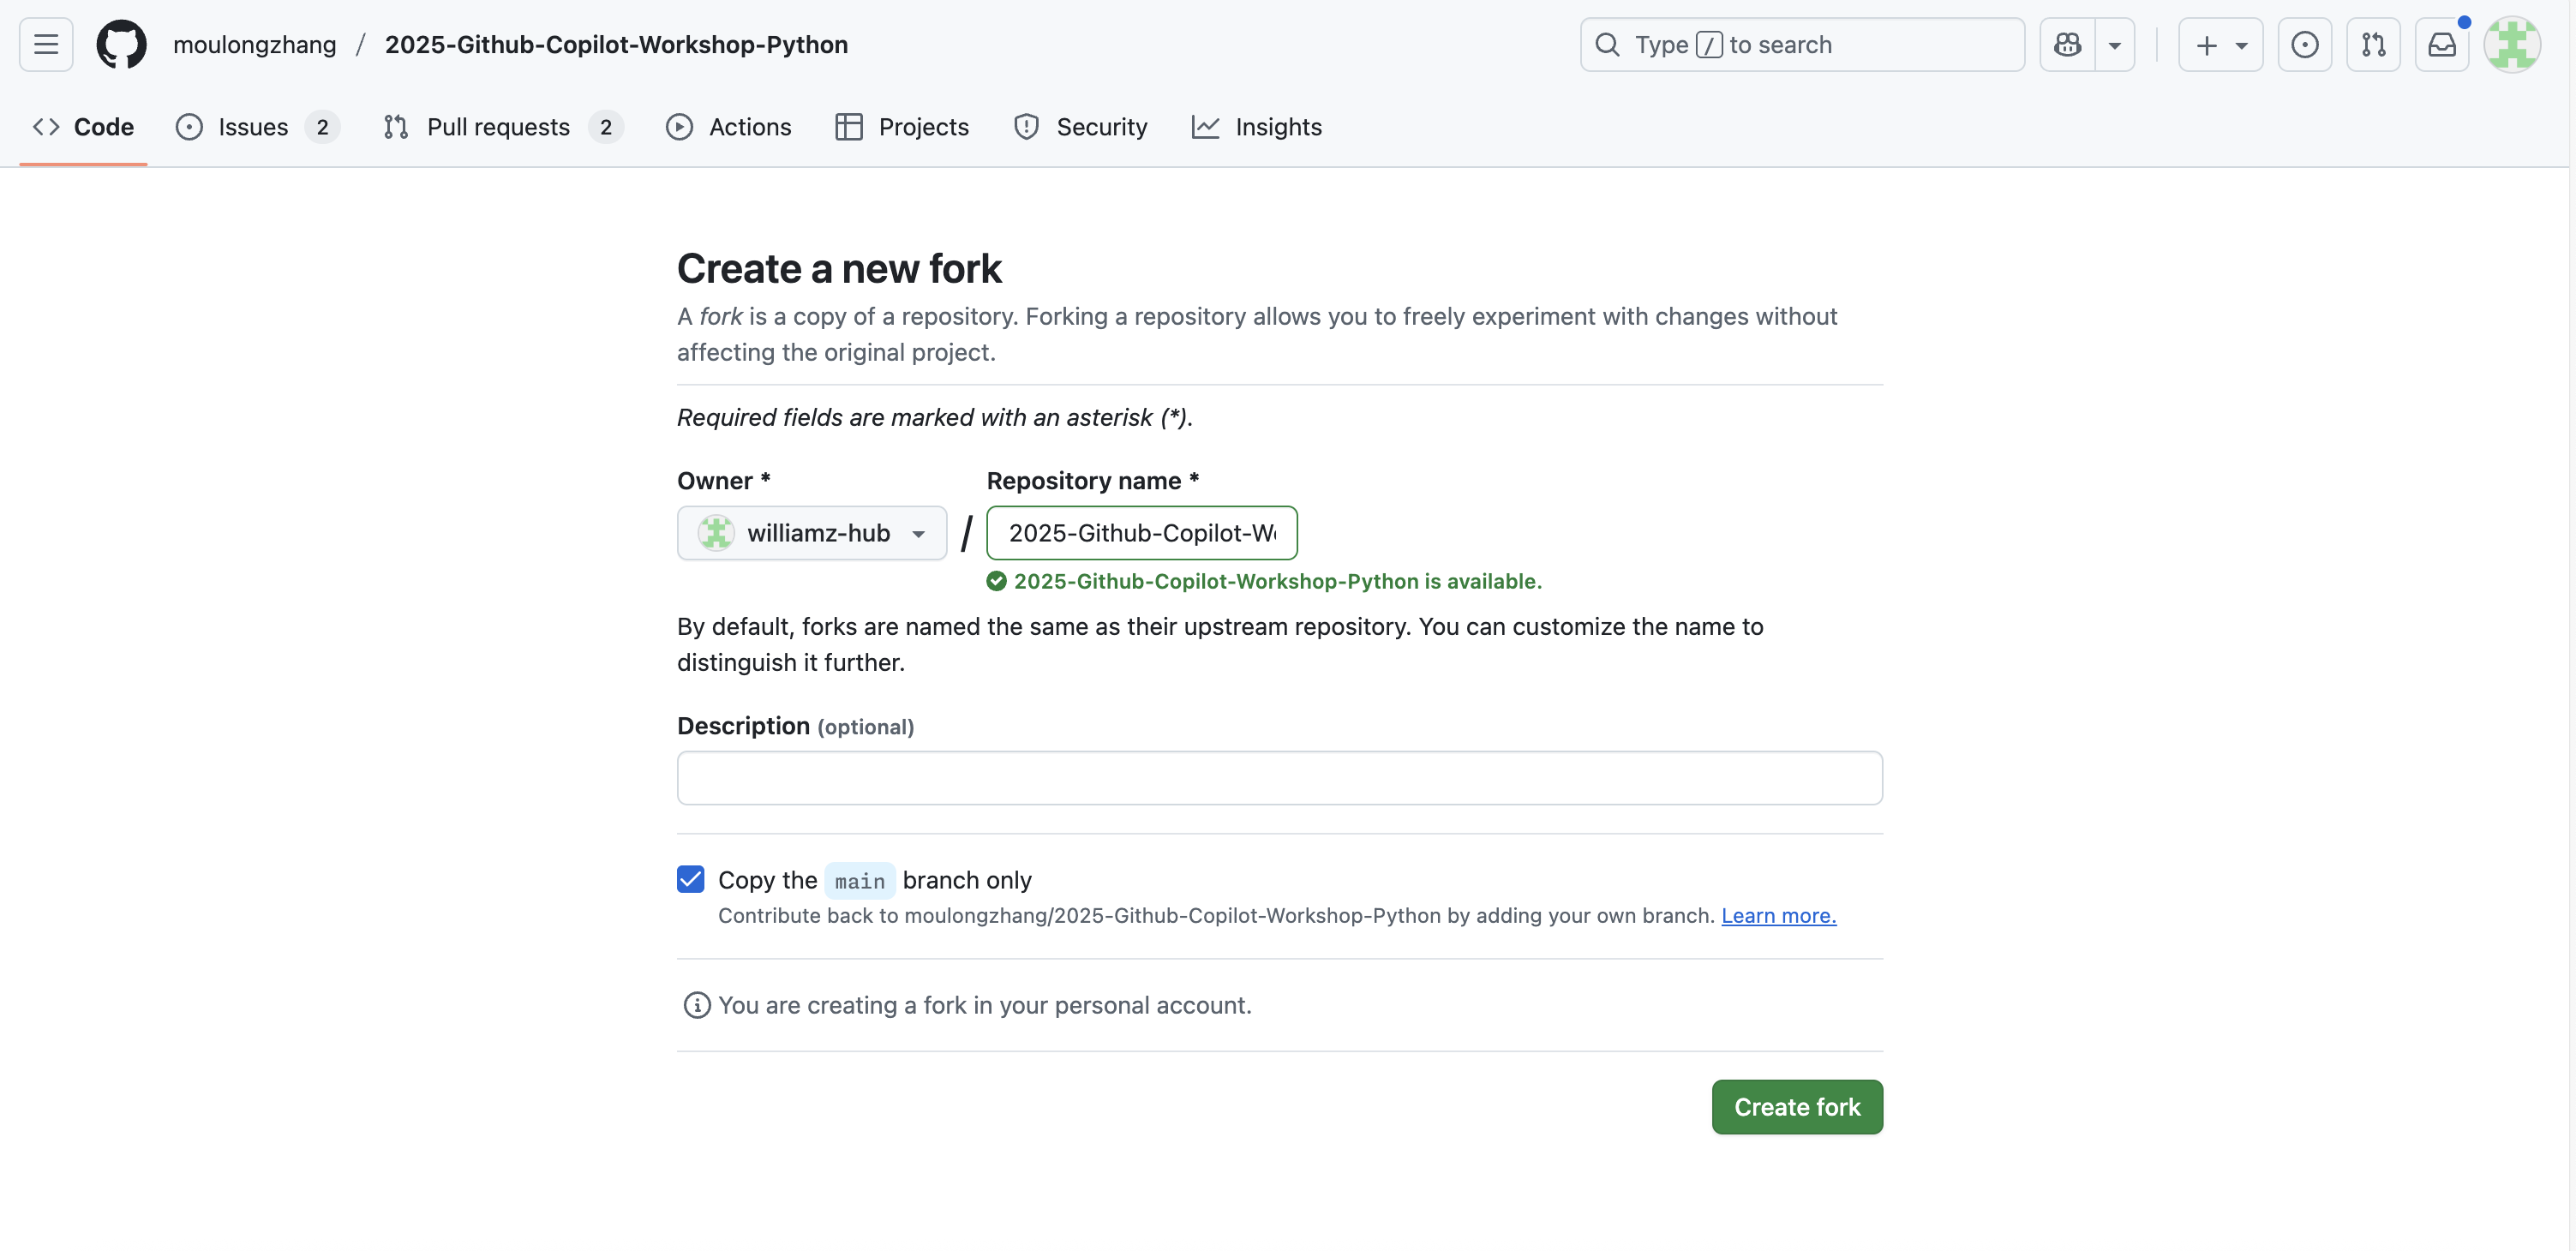 moulongzhang / 2025-Github-Copilot-Workshop-Python
Type / to search
Code
Issues 2
Pull requests 2
Actions
Projects
Security
Insights
Create a new fork
A fork is a copy of a repository. Forking a repository allows you to freely experiment with changes without
affecting the original project.
Required fields are marked with an asterisk (*).
Owner *
Repository name *
williamz-hub / 2025-Github-Copilot-W
2025-Github-Copilot-Workshop-Python is available.
By default, forks are named the same as their upstream repository. You can customize the name to
distinguish it further.
Description (optional)
Copy the main branch only
Contribute back to moulongzhang/2025-Github-Copilot-Workshop-Python by adding your own branch. Learn more.
You are creating a fork in your personal account.
Create fork